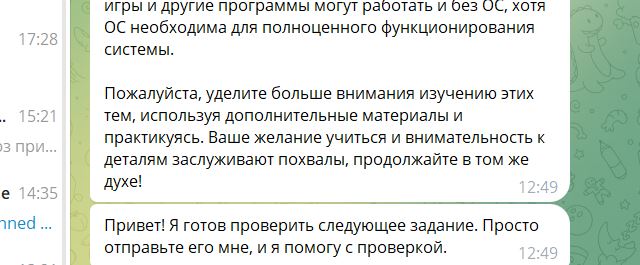 игры и другие программы могут работать и без ОС, хотя
17:28
ОС необходима для полноценного функционирования
системы.
Пожалуйста, уделите больше внимания изучению этих
.. 15:21
тем, используя дополнительные материалы и
практикуясь. Ваше желание учиться и внимательность к
оз при...
деталям заслуживают похвалы, продолжайте в том же
духе!
12:49
е 14:35
nned ...
Привет! Я готов проверить следующее задание. Просто
отправьте его мне, и я помогу с проверкой.
12:49